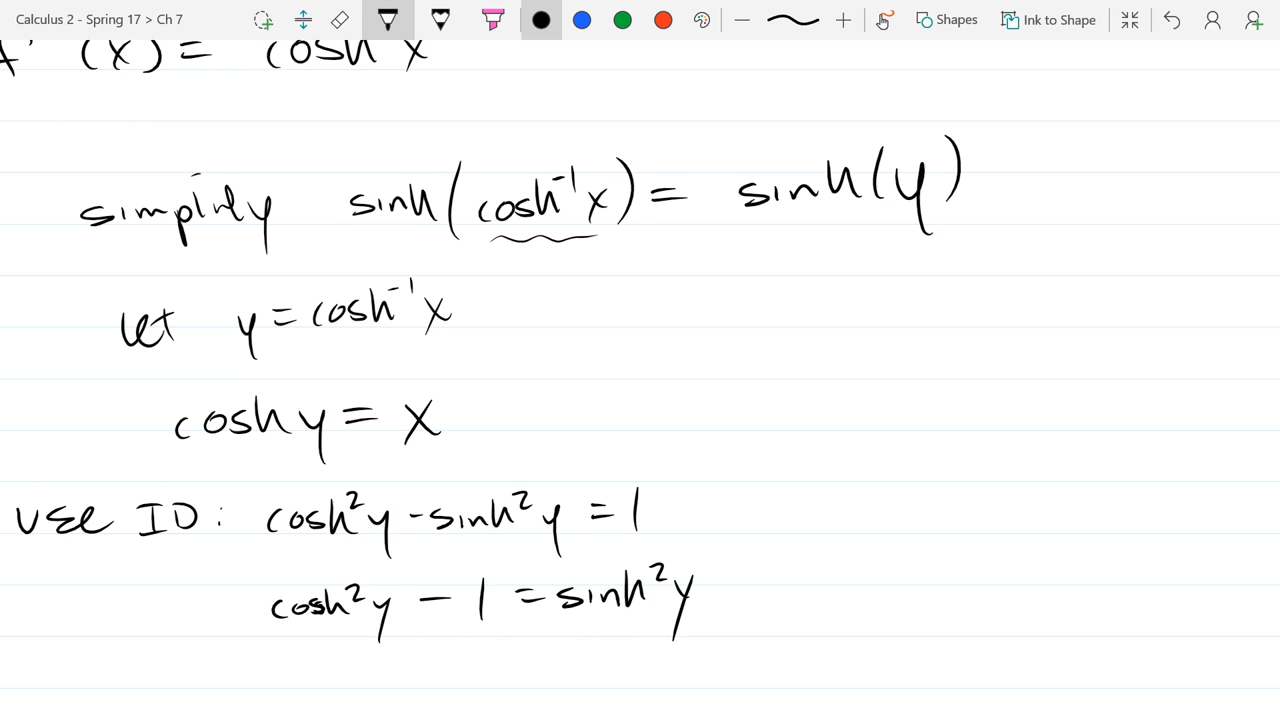 Calculus 2 - Spring 17 > Ch 7
Shapes
Ink to Shape
(x) = cosh x
simplify sinh(cosh⁻¹x) = sinh(y)
let y = cosh⁻¹x
cosh y = x
USE ID: cosh²y - sinh²y = 1
cosh²y - 1 = sinh²y